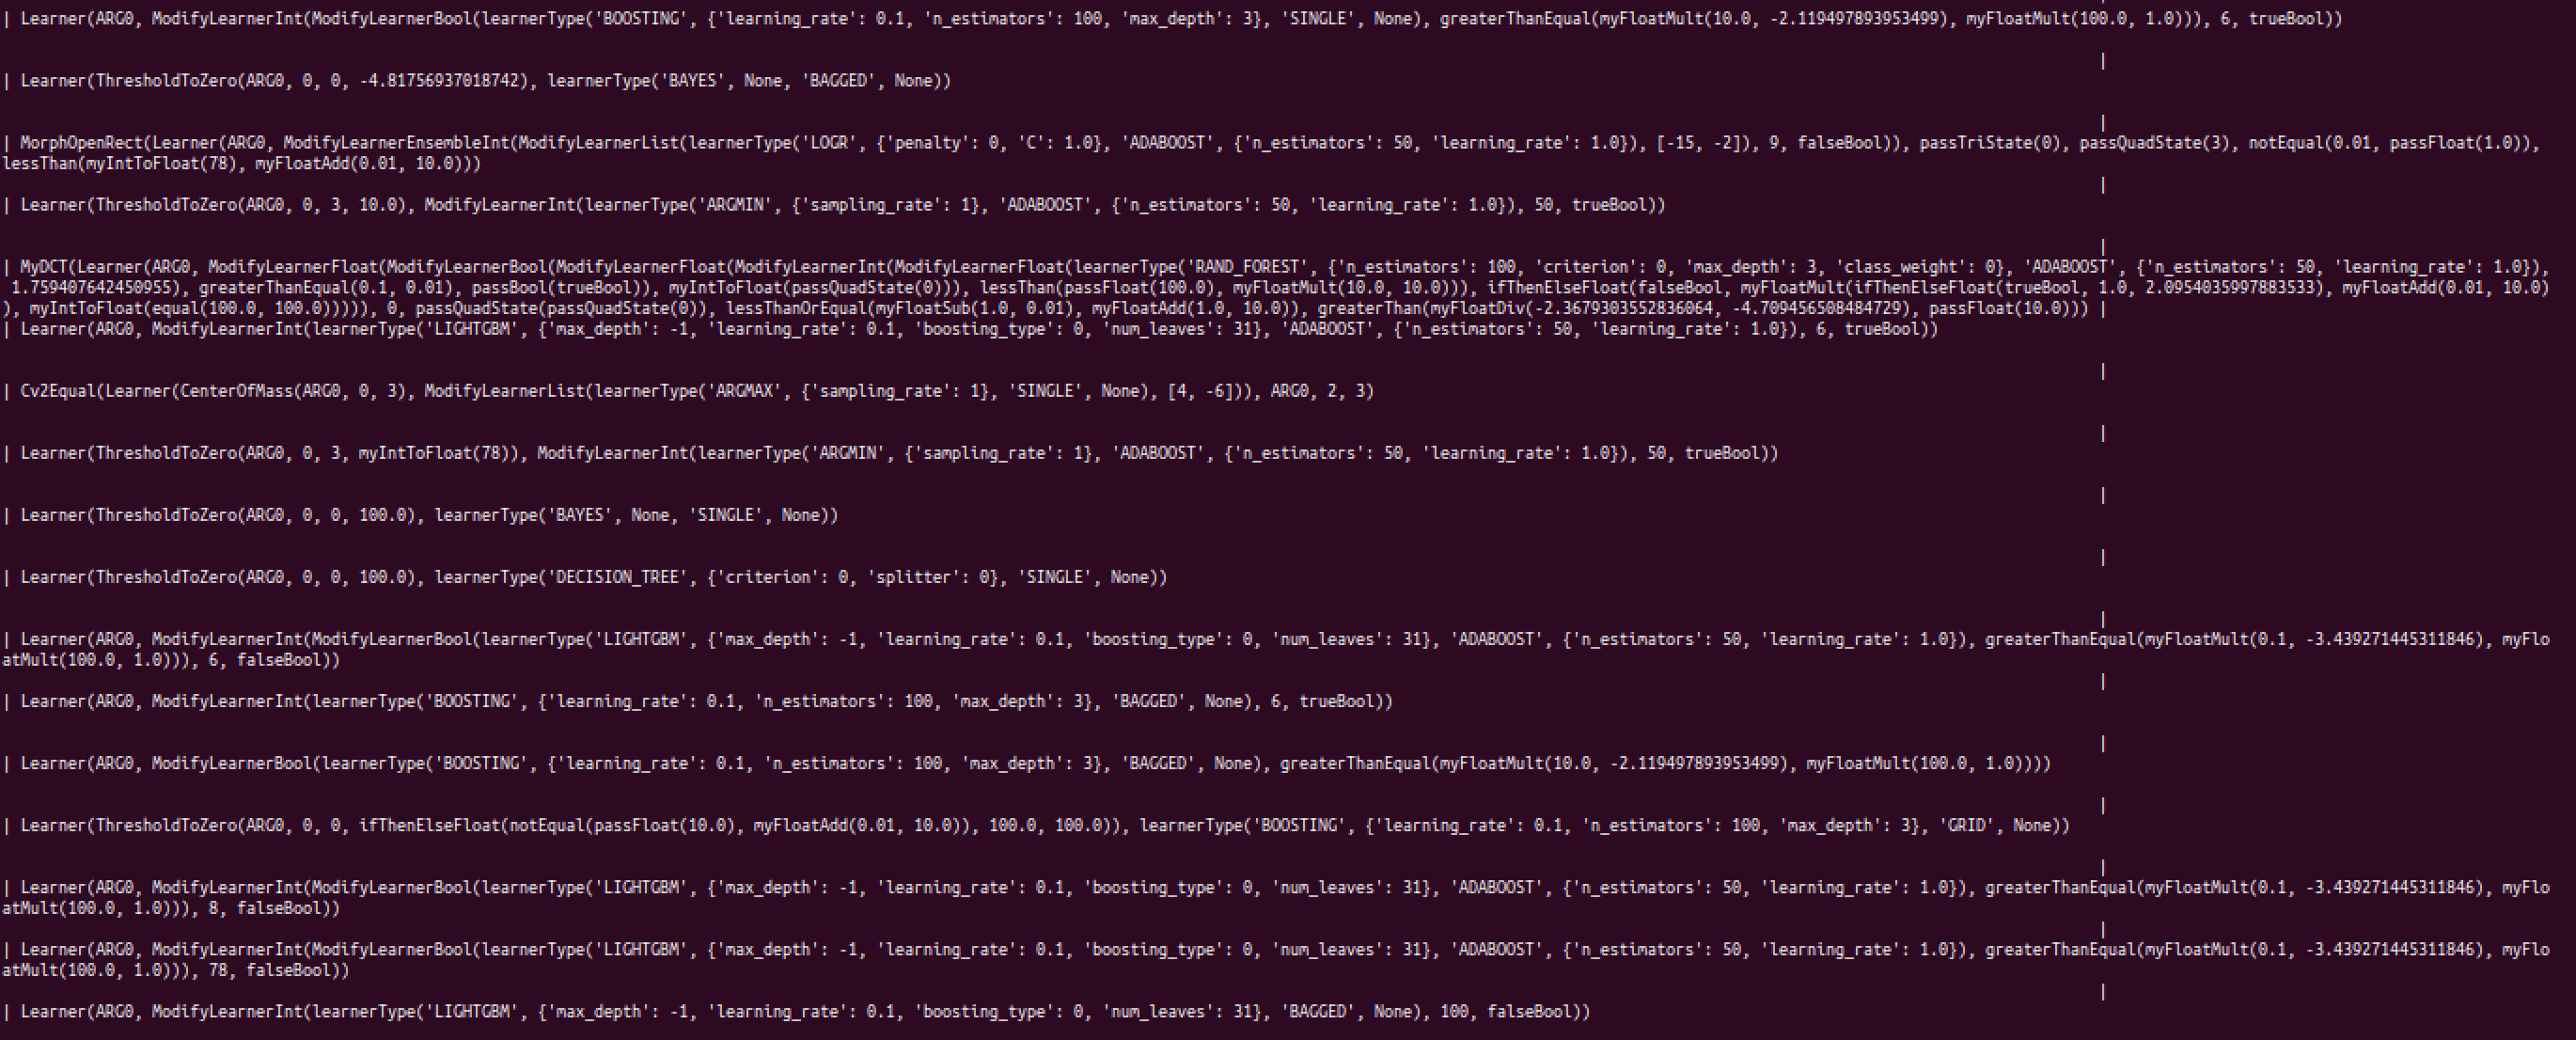 | Learner(ARG0, ModifyLearnerInt(ModifyLearnerBool(learnerType('BOOSTING', {'learning_rate': 0.1, 'n_estimators': 100, 'max_depth': 3}, 'SINGLE', None), greaterThanEqual(myFloatMult(10.0, -2.119497893953499), myFloatMult(100.0, 1.0))), 6, trueBool))
|
| Learner(ThresholdToZero(ARG0, 0, 0, -4.81756937018742), learnerType('BAYES', None, 'BAGGED', None))
|
| MorphOpenRect(Learner(ARG0, ModifyLearnerEnsembleInt(ModifyLearnerList(learnerType('LOGR', {'penalty': 0, 'C': 1.0}, 'ADABOOST', {'n_estimators': 50, 'learning_rate': 1.0}), [-15, -2]), 9, falseBool)), passTriState(0), passQuadState(3), notEqual(0.01, passFloat(1.0)),
lessThan(myIntToFloat(78), myFloatAdd(0.01, 10.0)))
|
| Learner(ThresholdToZero(ARG0, 0, 3, 10.0), ModifyLearnerInt(learnerType('ARGMIN', {'sampling_rate': 1}, 'ADABOOST', {'n_estimators': 50, 'learning_rate': 1.0}), 50, trueBool))
|
| MyDCT(Learner(ARG0, ModifyLearnerFloat(ModifyLearnerBool(ModifyLearnerFloat(ModifyLearnerInt(ModifyLearnerFloat(learnerType('RAND_FOREST', {'n_estimators': 100, 'criterion': 0, 'max_depth': 3, 'class_weight': 0}, 'ADABOOST', {'n_estimators': 50, 'learning_rate': 1.0}),
1.759407642450955), greaterThanEqual(0.1, 0.01), passBool(trueBool)), myIntToFloat(passQuadState(0))), lessThan(passFloat(100.0), myFloatMult(10.0, 10.0))), ifThenElseFloat(falseBool, myFloatMult(ifThenElseFloat(trueBool, 1.0, 2.0954035997883533), myFloatAdd(0.01, 10.0)
), myIntToFloat(equal(100.0, 100.0))))), 0, passQuadState(passQuadState(0)), lessThanOrEqual(myFloatSub(1.0, 0.01), myFloatAdd(1.0, 10.0)), greaterThan(myFloatDiv(-2.3679303552836064, -4.709456508484729), passFloat(10.0))) |
| Learner(ARG0, ModifyLearnerInt(learnerType('LIGHTGBM', {'max_depth': -1, 'learning_rate': 0.1, 'boosting_type': 0, 'num_leaves': 31}, 'ADABOOST', {'n_estimators': 50, 'learning_rate': 1.0}), 6, trueBool))
|
| Cv2Equal(Learner(CenterOfMass(ARG0, 0, 3), ModifyLearnerList(learnerType('ARGMAX', {'sampling_rate': 1}, 'SINGLE', None), [4, -6])), ARG0, 2, 3)
|
| Learner(ThresholdToZero(ARG0, 0, 3, myIntToFloat(78)), ModifyLearnerInt(learnerType('ARGMIN', {'sampling_rate': 1}, 'ADABOOST', {'n_estimators': 50, 'learning_rate': 1.0}), 50, trueBool))
|
| Learner(ThresholdToZero(ARG0, 0, 0, 100.0), learnerType('BAYES', None, 'SINGLE', None))
|
| Learner(ThresholdToZero(ARG0, 0, 0, 100.0), learnerType('DECISION_TREE', {'criterion': 0, 'splitter': 0}, 'SINGLE', None))
|
| Learner(ARG0, ModifyLearnerInt(ModifyLearnerBool(learnerType('LIGHTGBM', {'max_depth': -1, 'learning_rate': 0.1, 'boosting_type': 0, 'num_leaves': 31}, 'ADABOOST', {'n_estimators': 50, 'learning_rate': 1.0}), greaterThanEqual(myFloatMult(0.1, -3.439271445311846), myFlo
atMult(100.0, 1.0))), 6, falseBool))
|
| Learner(ARG0, ModifyLearnerInt(learnerType('BOOSTING', {'learning_rate': 0.1, 'n_estimators': 100, 'max_depth': 3}, 'BAGGED', None), 6, trueBool))
|
| Learner(ARG0, ModifyLearnerBool(learnerType('BOOSTING', {'learning_rate': 0.1, 'n_estimators': 100, 'max_depth': 3}, 'BAGGED', None), greaterThanEqual(myFloatMult(10.0, -2.119497893953499), myFloatMult(100.0, 1.0))))
|
| Learner(ThresholdToZero(ARG0, 0, 0, ifThenElseFloat(notEqual(passFloat(10.0), myFloatAdd(0.01, 10.0)), 100.0, 100.0)), learnerType('BOOSTING', {'learning_rate': 0.1, 'n_estimators': 100, 'max_depth': 3}, 'GRID', None))
|
| Learner(ARG0, ModifyLearnerInt(ModifyLearnerBool(learnerType('LIGHTGBM', {'max_depth': -1, 'learning_rate': 0.1, 'boosting_type': 0, 'num_leaves': 31}, 'ADABOOST', {'n_estimators': 50, 'learning_rate': 1.0}), greaterThanEqual(myFloatMult(0.1, -3.439271445311846), myFlo
atMult(100.0, 1.0))), 8, falseBool))
|
| Learner(ARG0, ModifyLearnerInt(ModifyLearnerBool(learnerType('LIGHTGBM', {'max_depth': -1, 'learning_rate': 0.1, 'boosting_type': 0, 'num_leaves': 31}, 'ADABOOST', {'n_estimators': 50, 'learning_rate': 1.0}), greaterThanEqual(myFloatMult(0.1, -3.439271445311846), myFlo
atMult(100.0, 1.0))), 78, falseBool))
|
| Learner(ARG0, ModifyLearnerInt(learnerType('LIGHTGBM', {'max_depth': -1, 'learning_rate': 0.1, 'boosting_type': 0, 'num_leaves': 31}, 'BAGGED', None), 100, falseBool))